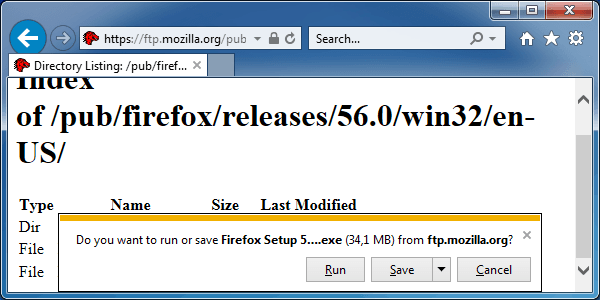 https://ftp.mozilla.org/pub
Search...
Directory Listing: /pub/firef...
Index
of /pub/firefox/releases/56.0/win32/en-
US/
Type Name Size Last Modified
Dir
File
File
Do you want to run or save Firefox Setup 5....exe (34,1 MB) from ftp.mozilla.org?
Run Save Cancel